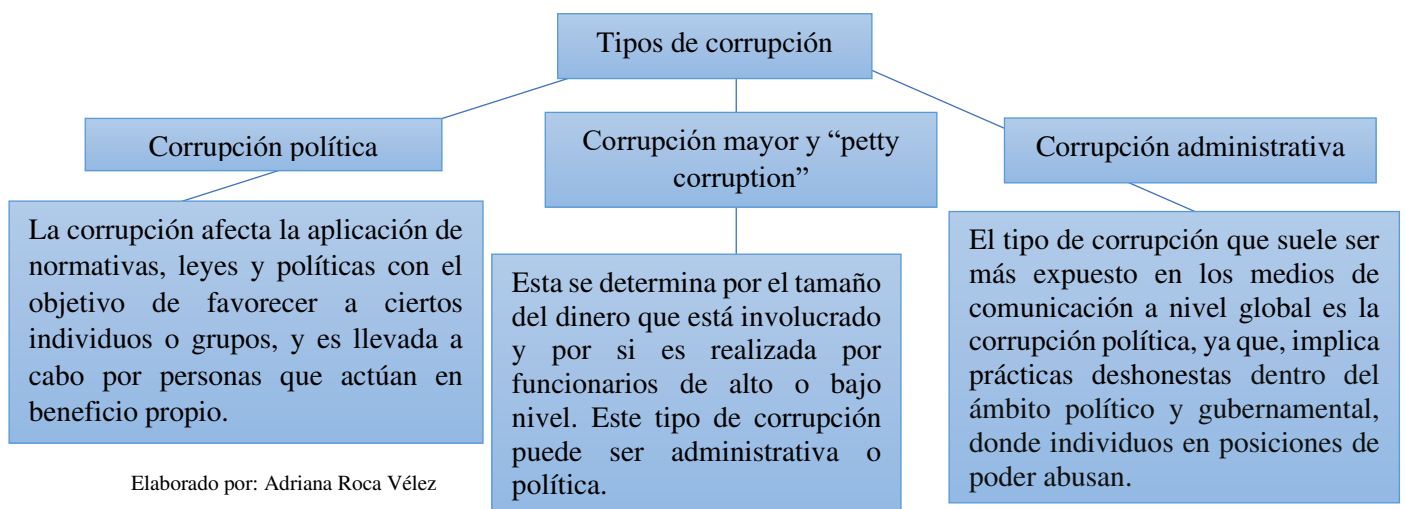 Tipos de corrupción
Corrupción política
La corrupción afecta la aplicación de
normativas, leyes y políticas con el
objetivo de favorecer a ciertos
individuos o grupos, y es llevada a
cabo por personas que actúan en
beneficio propio.
Corrupción mayor y “petty
corruption”
Esta se determina por el tamaño
del dinero que está involucrado
y por si es realizada por
funcionarios de alto o bajo
nivel. Este tipo de corrupción
puede ser administrativa o
política.
Corrupción administrativa
El tipo de corrupción que suele ser
más expuesto en los medios de
comunicación a nivel global es la
corrupción política, ya que, implica
prácticas deshonestas dentro del
ámbito político y gubernamental,
donde individuos en posiciones de
poder abusan.
Elaborado por: Adriana Roca Vélez